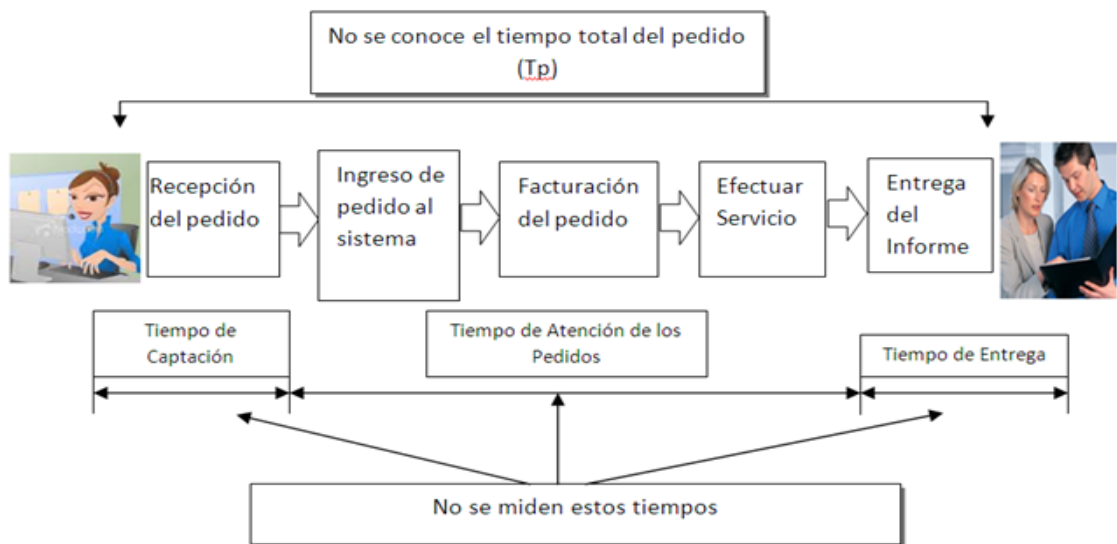 No se conoce el tiempo total del pedido
(Tp)
Recepción
del pedido
Ingreso de
pedido al
sistema
Facturación
del pedido
Efectuar
Servicio
Entrega
del
Informe
Tiempo de
Captación
Tiempo de Atención de los
Pedidos
Tiempo de Entrega
No se miden estos tiempos